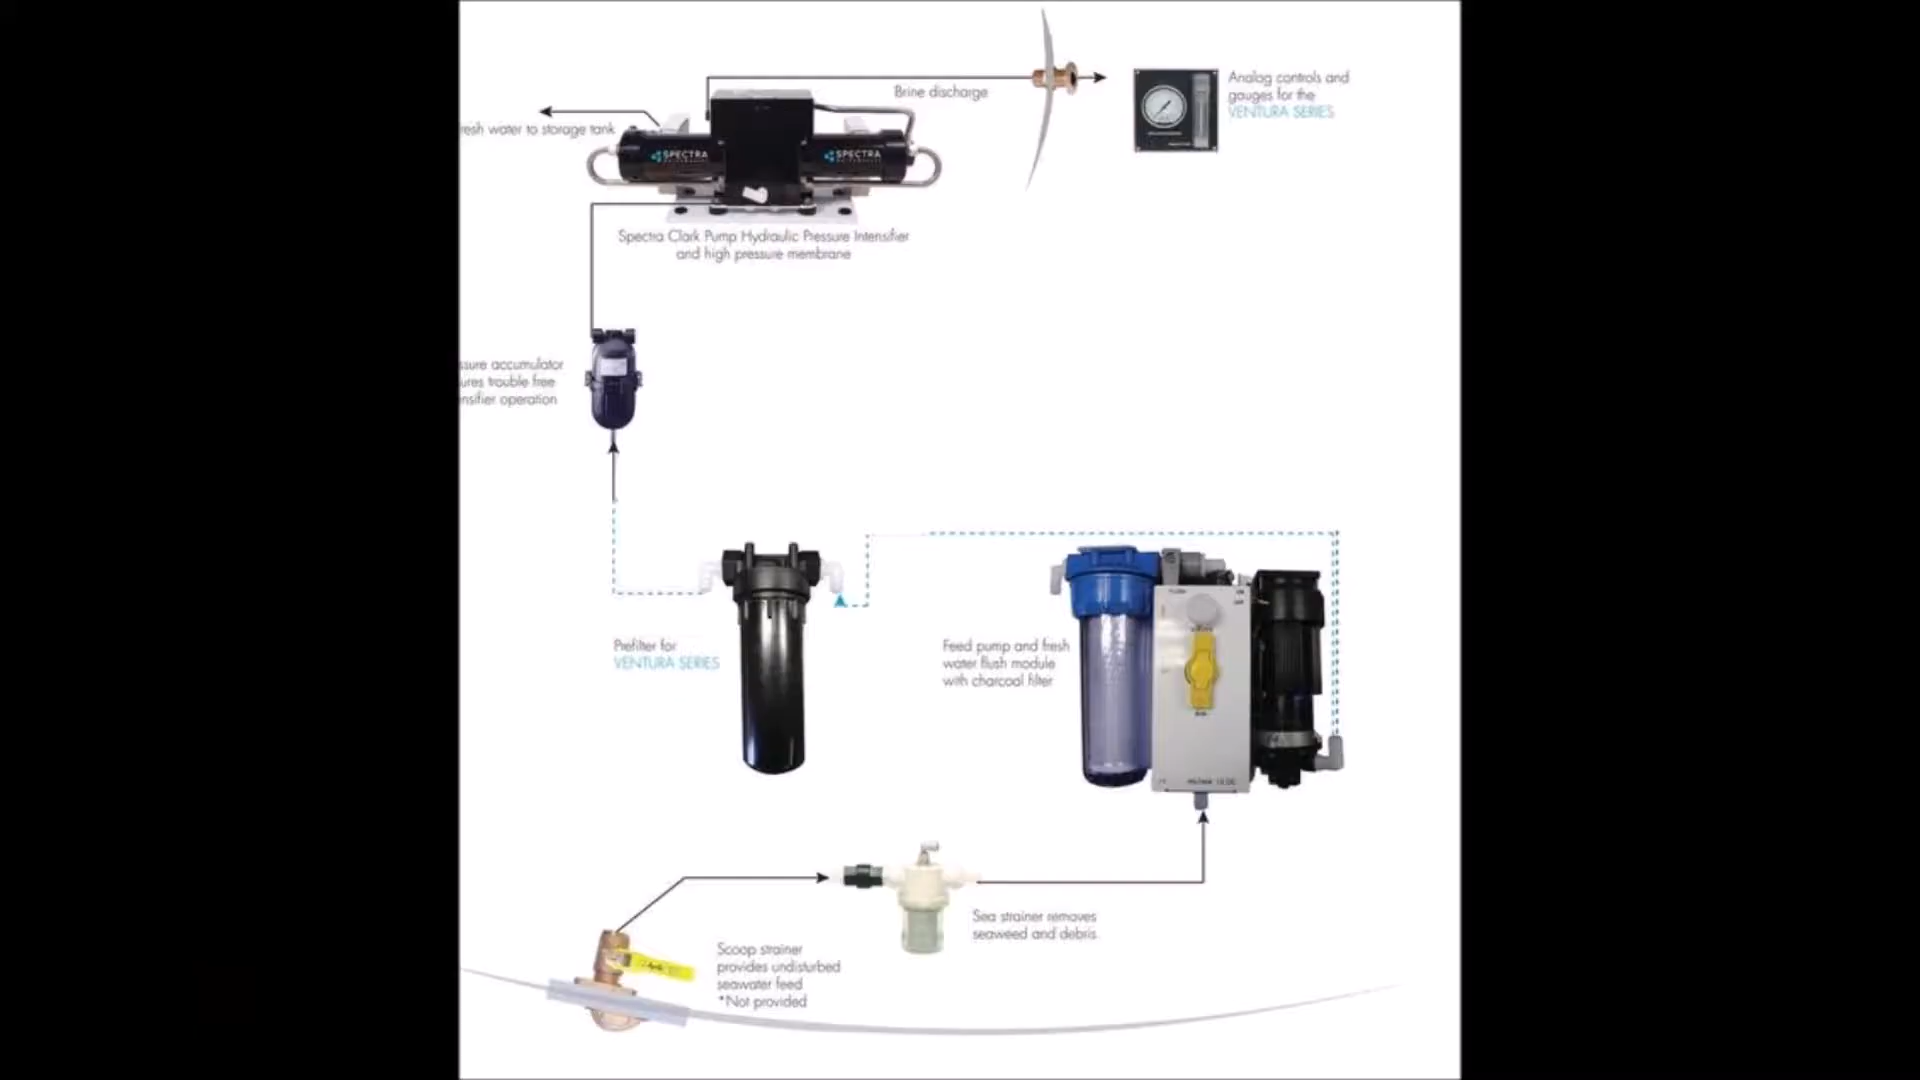 Brine discharge
Analog controls and
gauges for the
VENTURA SERIES
resh water to storage tank
SPECTRA
SPECTRA
Spectra Clark Pump Hydraulic Pressure Intensifier
and high pressure membrane
ssure accumulator
ures trouble free
nsifier operation
Prefilter for
VENTURA SERIES
Feed pump and fresh
water flush module
with charcoal filter
Sea strainer removes
seaweed and debris
Scoop strainer
provides undisturbed
seawater feed
*Not provided